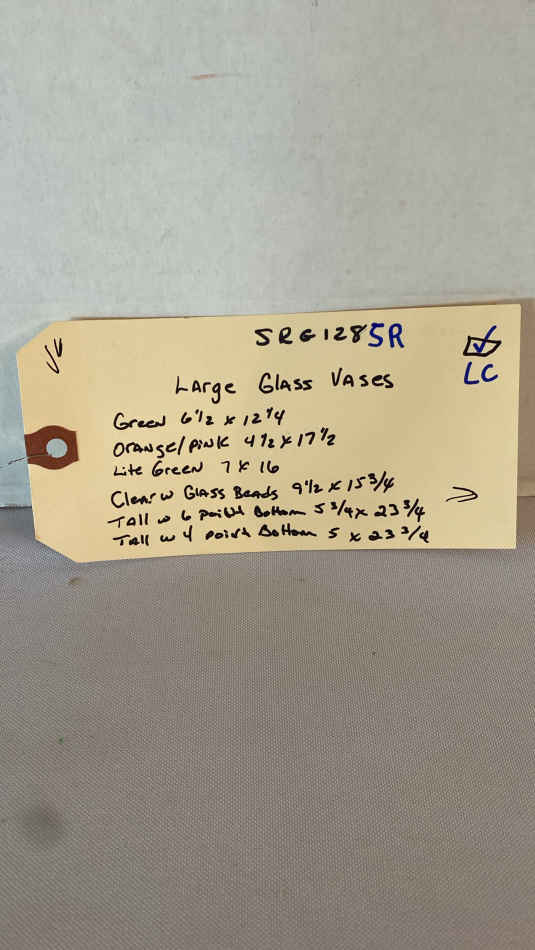 SRG1285R
LC
Large Glass Vases
Green 6 1/2 x 12 1/4
Orange/Pink 4 1/2 x 17 1/2
Lite Green 7 x 16
Clear w Glass Beads 9 1/2 x 15 3/4
Tall w 6 point Bottom 5 3/4 x 23 3/4
Tall w 4 point Bottom 5 x 23 3/4